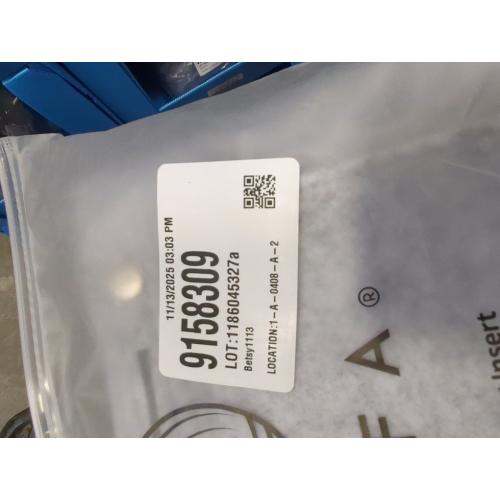 11/13/2025 03:03 PM
9158309
LOT:1186045327a
Betsy1113
LOCATION:1-A-0408-A-2
F A ®
Insert